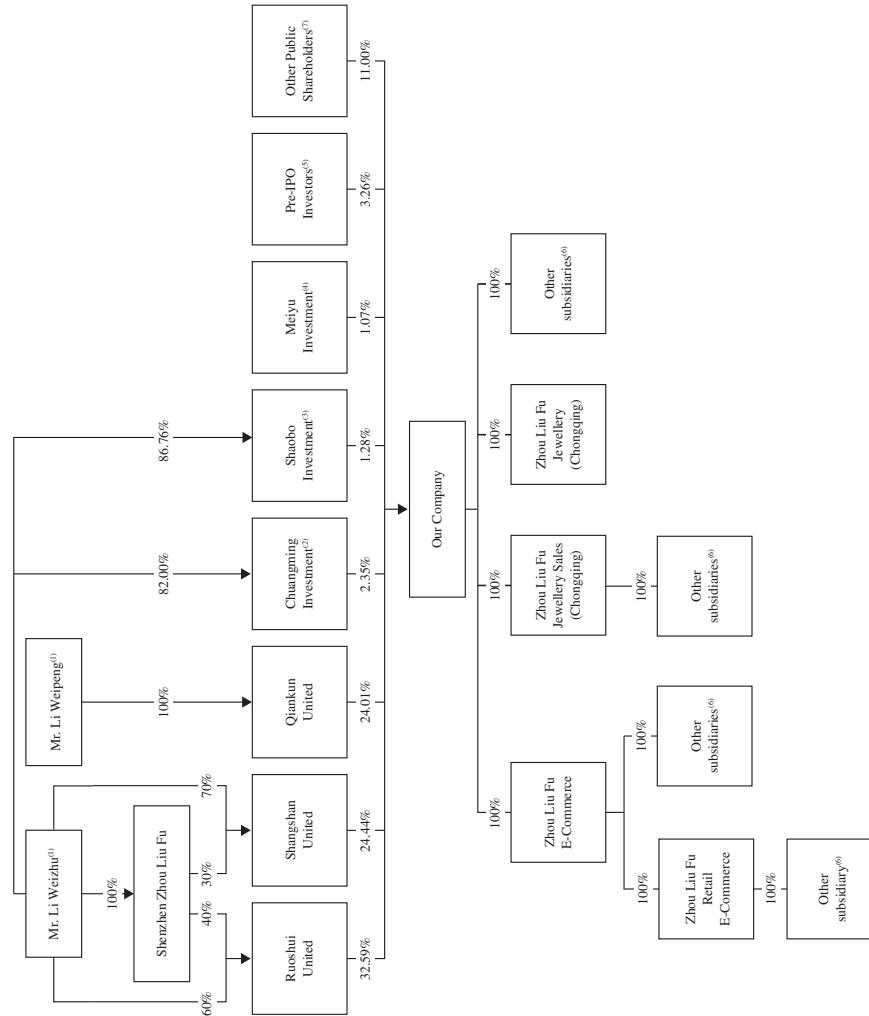 Mr. Li Weizhu(1)
Mr. Li Weipeng(1)
100%
Shenzhen Zhou Liu Fu
60%
40%
30%
70%
100%
82.00%
86.76%
Ruoshui
United
Shangshan
United
Qiankun
United
Chuangming
Investment(2)
Shaobo
Investment(3)
Meiyu
Investment(4)
Pre-IPO
Investors(5)
Other Public
Shareholders(7)
32.59%
24.44%
24.01%
2.35%
1.28%
1.07%
3.26%
11.00%
Our Company
100%
100%
100%
100%
Zhou Liu Fu
E-Commerce
Zhou Liu Fu
Jewellery Sales
(Chongqing)
Zhou Liu Fu
Jewellery
(Chongqing)
Other
subsidiaries(6)
100%
100%
100%
Zhou Liu Fu
Retail
E-Commerce
Other
subsidiaries(6)
Other
subsidiaries(6)
100%
Other
subsidiary(6)